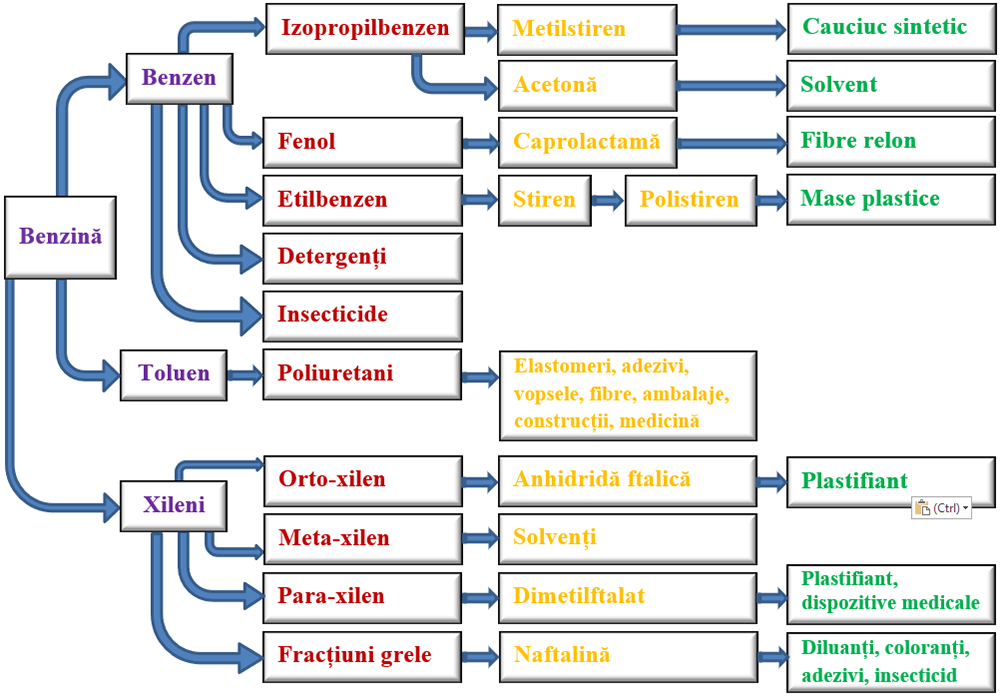 Izopropilbenzen
Metilstiren
Cauciuc sintetic
Benzen
Acetonă
Solvent
Fenol
Caprolactamă
Fibre relon
Etilbenzen
Stiren
Polistiren
Mase plastice
Benzină
Detergenți
Insecticide
Toluen
Poliuretani
Elastomeri, adezivi,
vopsele, fibre, ambalaje,
construcții, medicină
Orto-xilen
Anhidridă ftalică
Plastifiant
(Ctrl)
Xileni
Meta-xilen
Solvenți
Para-xilen
Dimetilftalat
Plastifiant,
dispozitive medicale
Fracțiuni grele
Naftalină
Diluanți, coloranți,
adezivi, insecticid